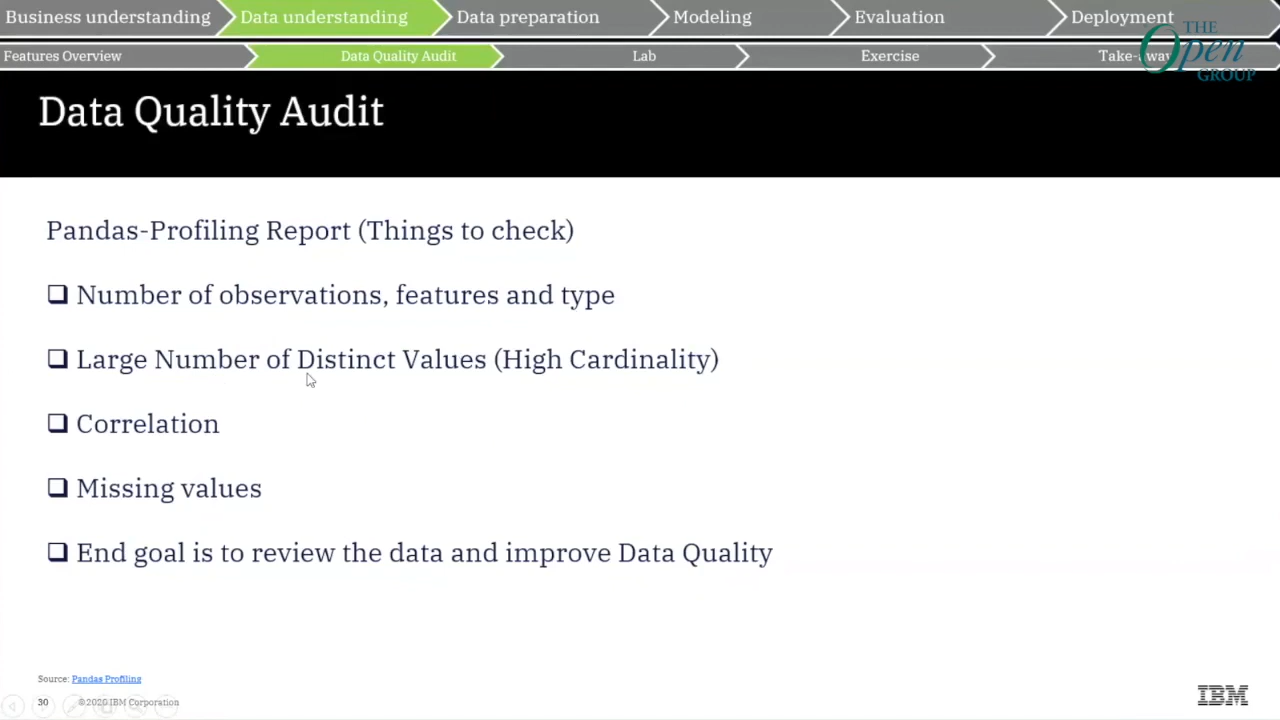 Business understanding
Data understanding
Data preparation
Modeling
Evaluation
Deployment
THE
Open
GROUP
Features Overview
Data Quality Audit
Lab
Exercise
Take-away
Data Quality Audit
Pandas-Profiling Report (Things to check)
Number of observations, features and type
Large Number of Distinct Values (High Cardinality)
Correlation
Missing values
End goal is to review the data and improve Data Quality
Source: Pandas Profiling
30
©2020 IBM Corporation
IBM